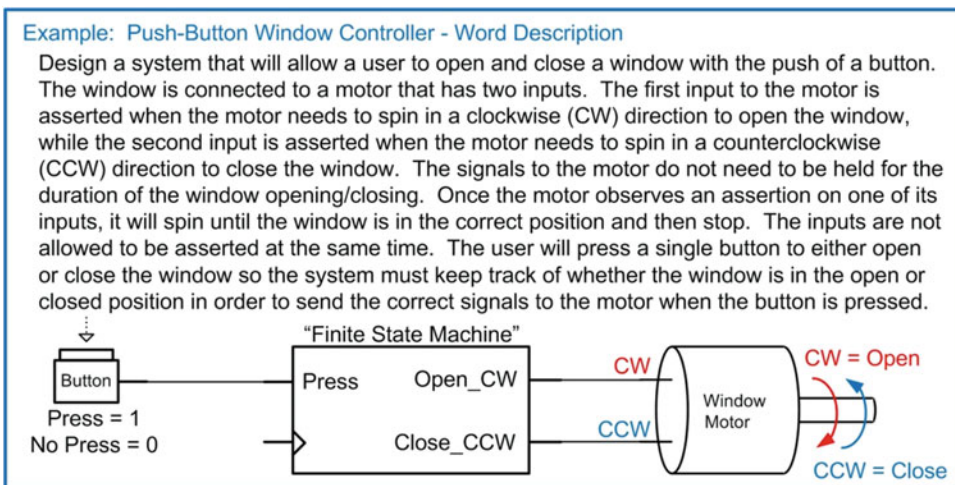 Example: Push-Button Window Controller - Word Description
Design a system that will allow a user to open and close a window with the push of a button.
The window is connected to a motor that has two inputs. The first input to the motor is
asserted when the motor needs to spin in a clockwise (CW) direction to open the window,
while the second input is asserted when the motor needs to spin in a counterclockwise
(CCW) direction to close the window. The signals to the motor do not need to be held for the
duration of the window opening/closing. Once the motor observes an assertion on one of its
inputs, it will spin until the window is in the correct position and then stop. The inputs are not
allowed to be asserted at the same time. The user will press a single button to either open
or close the window so the system must keep track of whether the window is in the open or
closed position in order to send the correct signals to the motor when the button is pressed.
"Finite State Machine"
Button
Press = 1
No Press = 0
Press
Open_CW
Close_CCW
CW
CCW
Window
Motor
CW = Open
CCW = Close